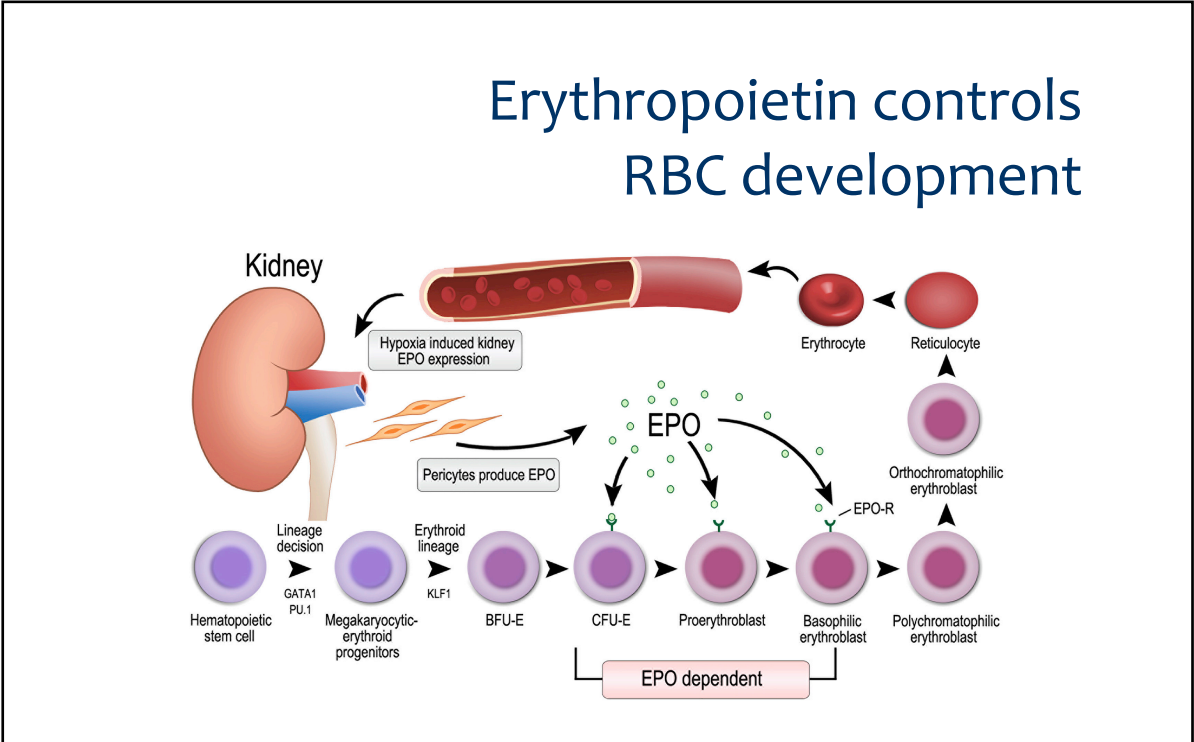 Erythropoietin controls
RBC development
Kidney
Hypoxia induced kidney
EPO expression
Erythrocyte
Reticulocyte
EPO
Pericytes produce EPO
Orthochromatophilic
erythroblast
EPO-R
Lineage
decision
GATA1
PU.1
Erythroid
lineage
KLF1
Hematopoietic
stem cell
Megakaryocytic-
erythroid
progenitors
BFU-E
CFU-E
Proerythroblast
Basophilic
erythroblast
Polychromatophilic
erythroblast
EPO dependent